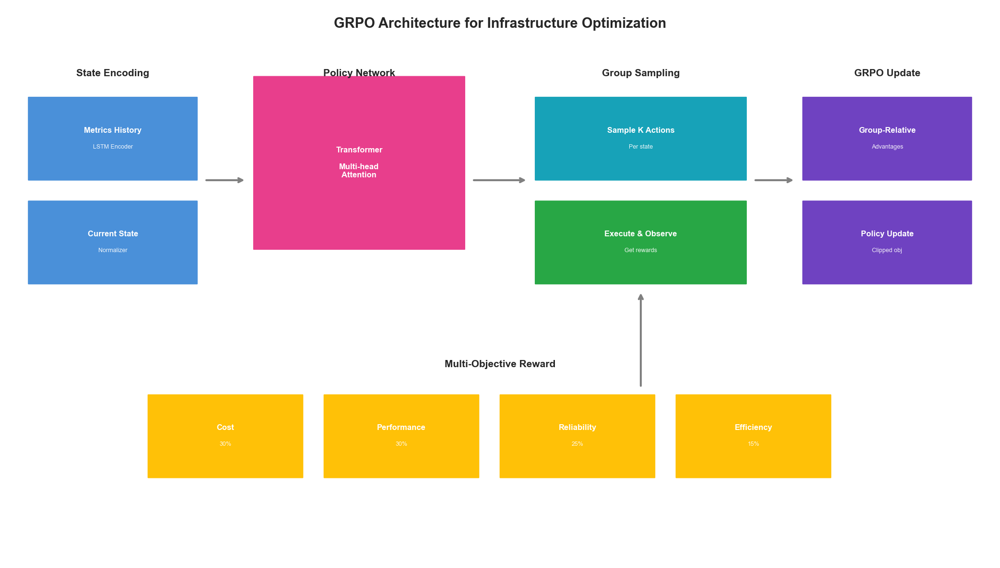 GRPO Architecture for Infrastructure Optimization
State Encoding
Metrics History
LSTM Encoder
Current State
Normalizer
Policy Network
Transformer
Multi-head
Attention
Group Sampling
Sample K Actions
Per state
Execute & Observe
Get rewards
GRPO Update
Group-Relative
Advantages
Policy Update
Clipped obj
Multi-Objective Reward
Cost
30%
Performance
30%
Reliability
25%
Efficiency
15%